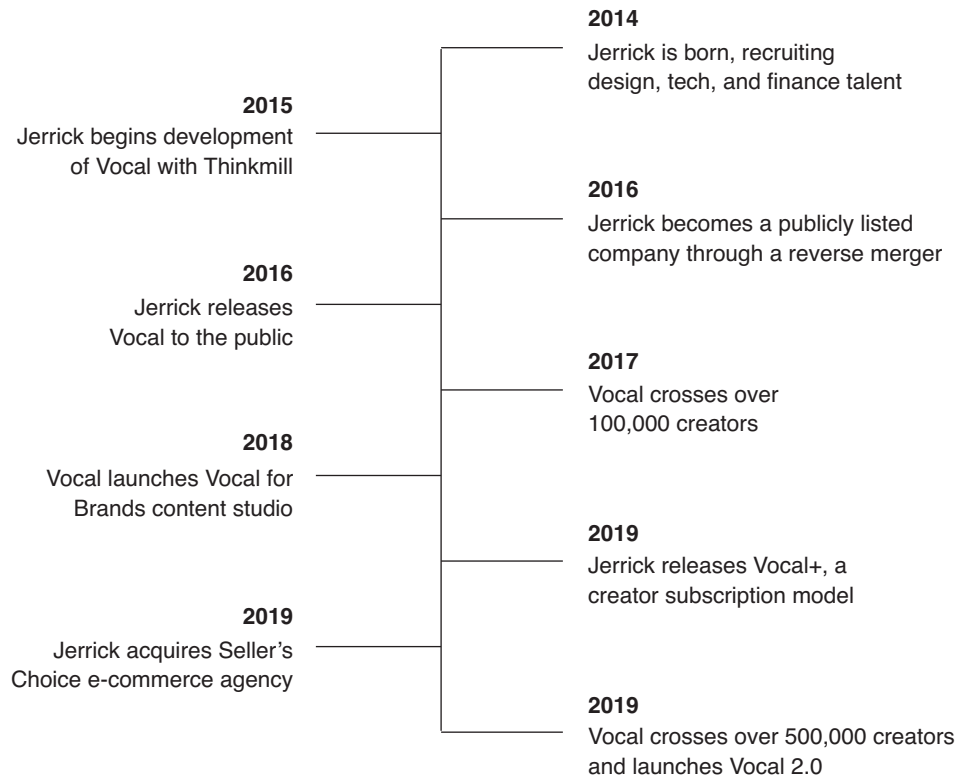 2014
Jerrick is born, recruiting
design, tech, and finance talent
2015
Jerrick begins development
of Vocal with Thinkmill
2016
Jerrick becomes a publicly listed
company through a reverse merger
2016
Jerrick releases
Vocal to the public
2017
Vocal crosses over
100,000 creators
2018
Vocal launches Vocal for
Brands content studio
2019
Jerrick releases Vocal+, a
creator subscription model
2019
Jerrick acquires Seller’s
Choice e-commerce agency
2019
Vocal crosses over 500,000 creators
and launches Vocal 2.0